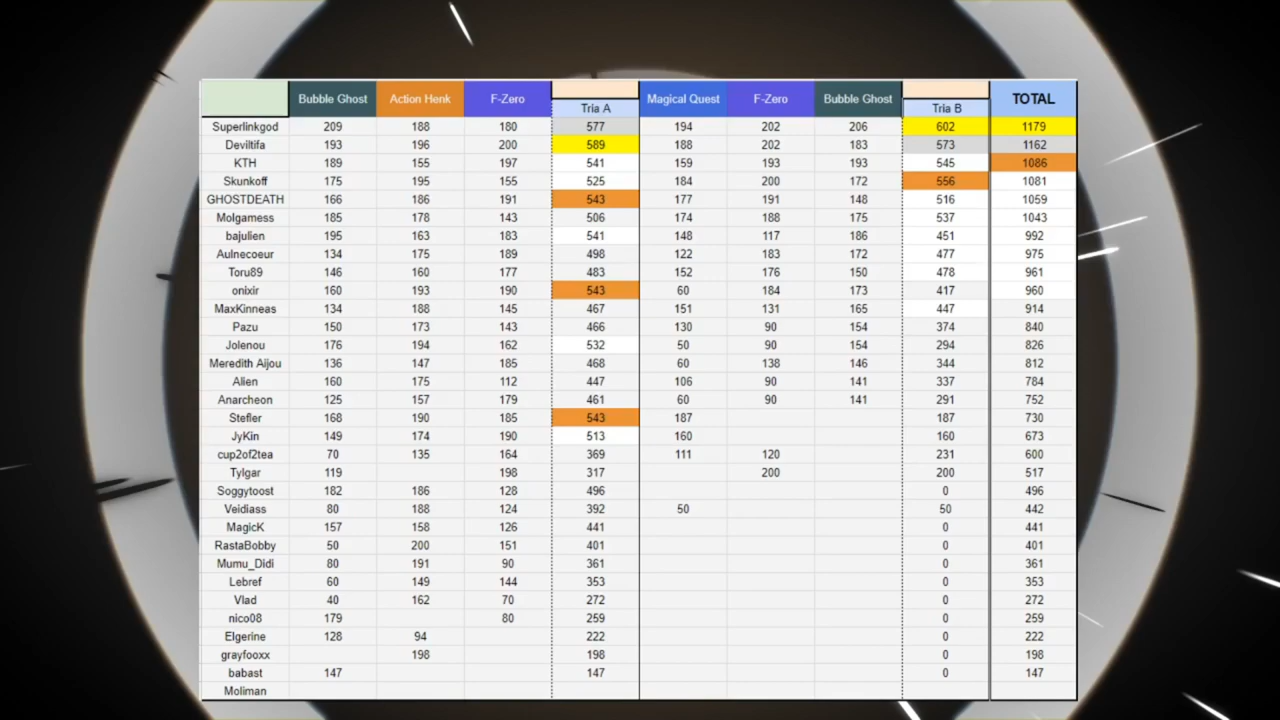 Bubble Ghost Action Henk F-Zero Tria A Magical Quest F-Zero Bubble Ghost Tria B TOTAL
Superlinkgod 209 188 180 577 194 202 206 602 1179
Deviltifa 193 196 200 589 188 202 183 573 1162
KTH 189 155 197 541 159 193 193 545 1086
Skunkoff 175 195 155 525 184 200 172 556 1081
GHOSTDEATH 166 186 191 543 177 191 148 516 1059
Molgamess 185 178 143 506 174 188 175 537 1043
bajulien 195 163 183 541 148 117 186 451 992
Aulnecoeur 134 175 189 498 122 183 172 477 975
Toru89 146 160 177 483 152 176 150 478 961
onixir 160 193 190 543 60 184 173 417 960
MaxKinneas 134 188 145 467 151 131 165 447 914
Pazu 150 173 143 466 130 90 154 374 840
Jolenou 176 194 162 532 50 90 154 294 826
Meredith Aijou 136 147 185 468 60 138 146 344 812
Alien 160 175 112 447 106 90 141 337 784
Anarcheon 125 157 179 461 60 90 141 291 752
Stefler 168 190 185 543 187 187 730
JyKin 149 174 190 513 160 160 673
cup2of2tea 70 135 164 369 111 120 231 600
Tylgar 119 198 317 200 200 517
Soggytoost 182 186 128 496 0 496
Veidiass 80 188 124 392 50 50 442
MagicK 157 158 126 441 0 441
RastaBobby 50 200 151 401 0 401
Mumu_Didi 80 191 90 361 0 361
Lebref 60 149 144 353 0 353
Vlad 40 162 70 272 0 272
nico08 179 80 259 0 259
Elgerine 128 94 222 0 222
grayfooxx 198 198 0 198
babast 147 147 0 147
Moliman